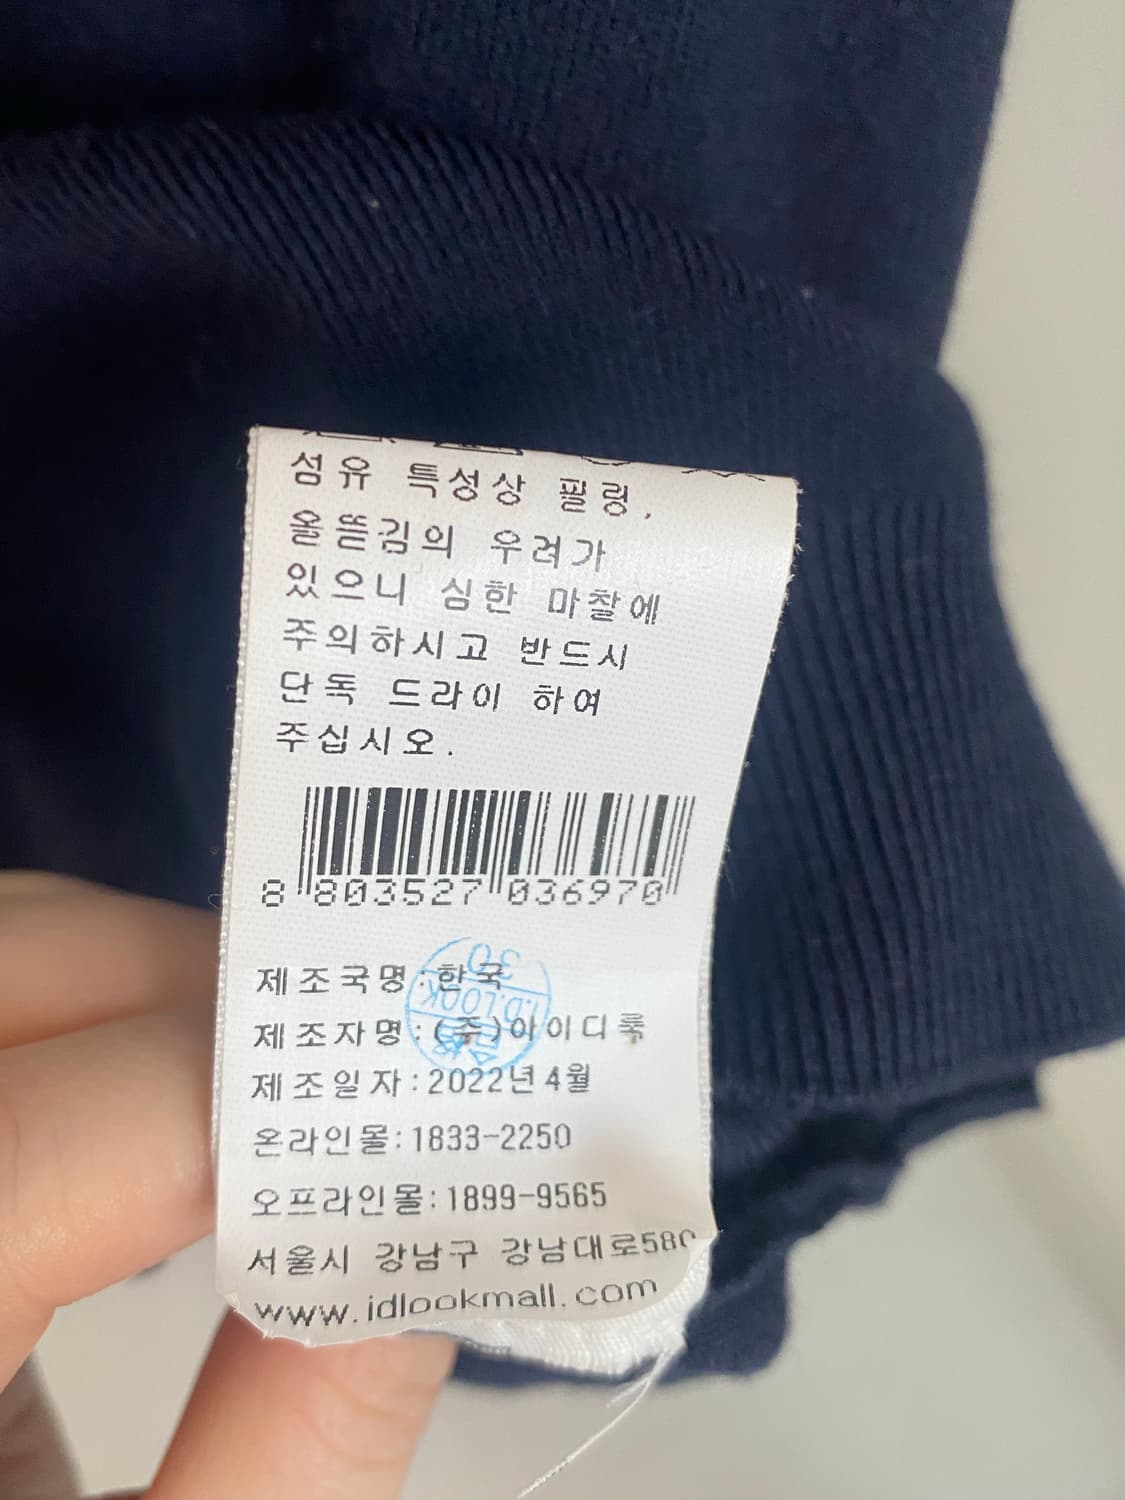 섬유 특성상 필링,
올뜯김의 우려가
있으니 심한 마찰에
주의하시고 반드시
단독 드라이 하여
주십시오.
8 803527 036970
제조국명:한국
제조자명:(주)아이디룩
제조일자:2022년4월
온라인몰:1833-2250
오프라인몰:1899-9565
서울시 강남구 강남대로580
www.idlookmall.com
30
I.D.LOOK